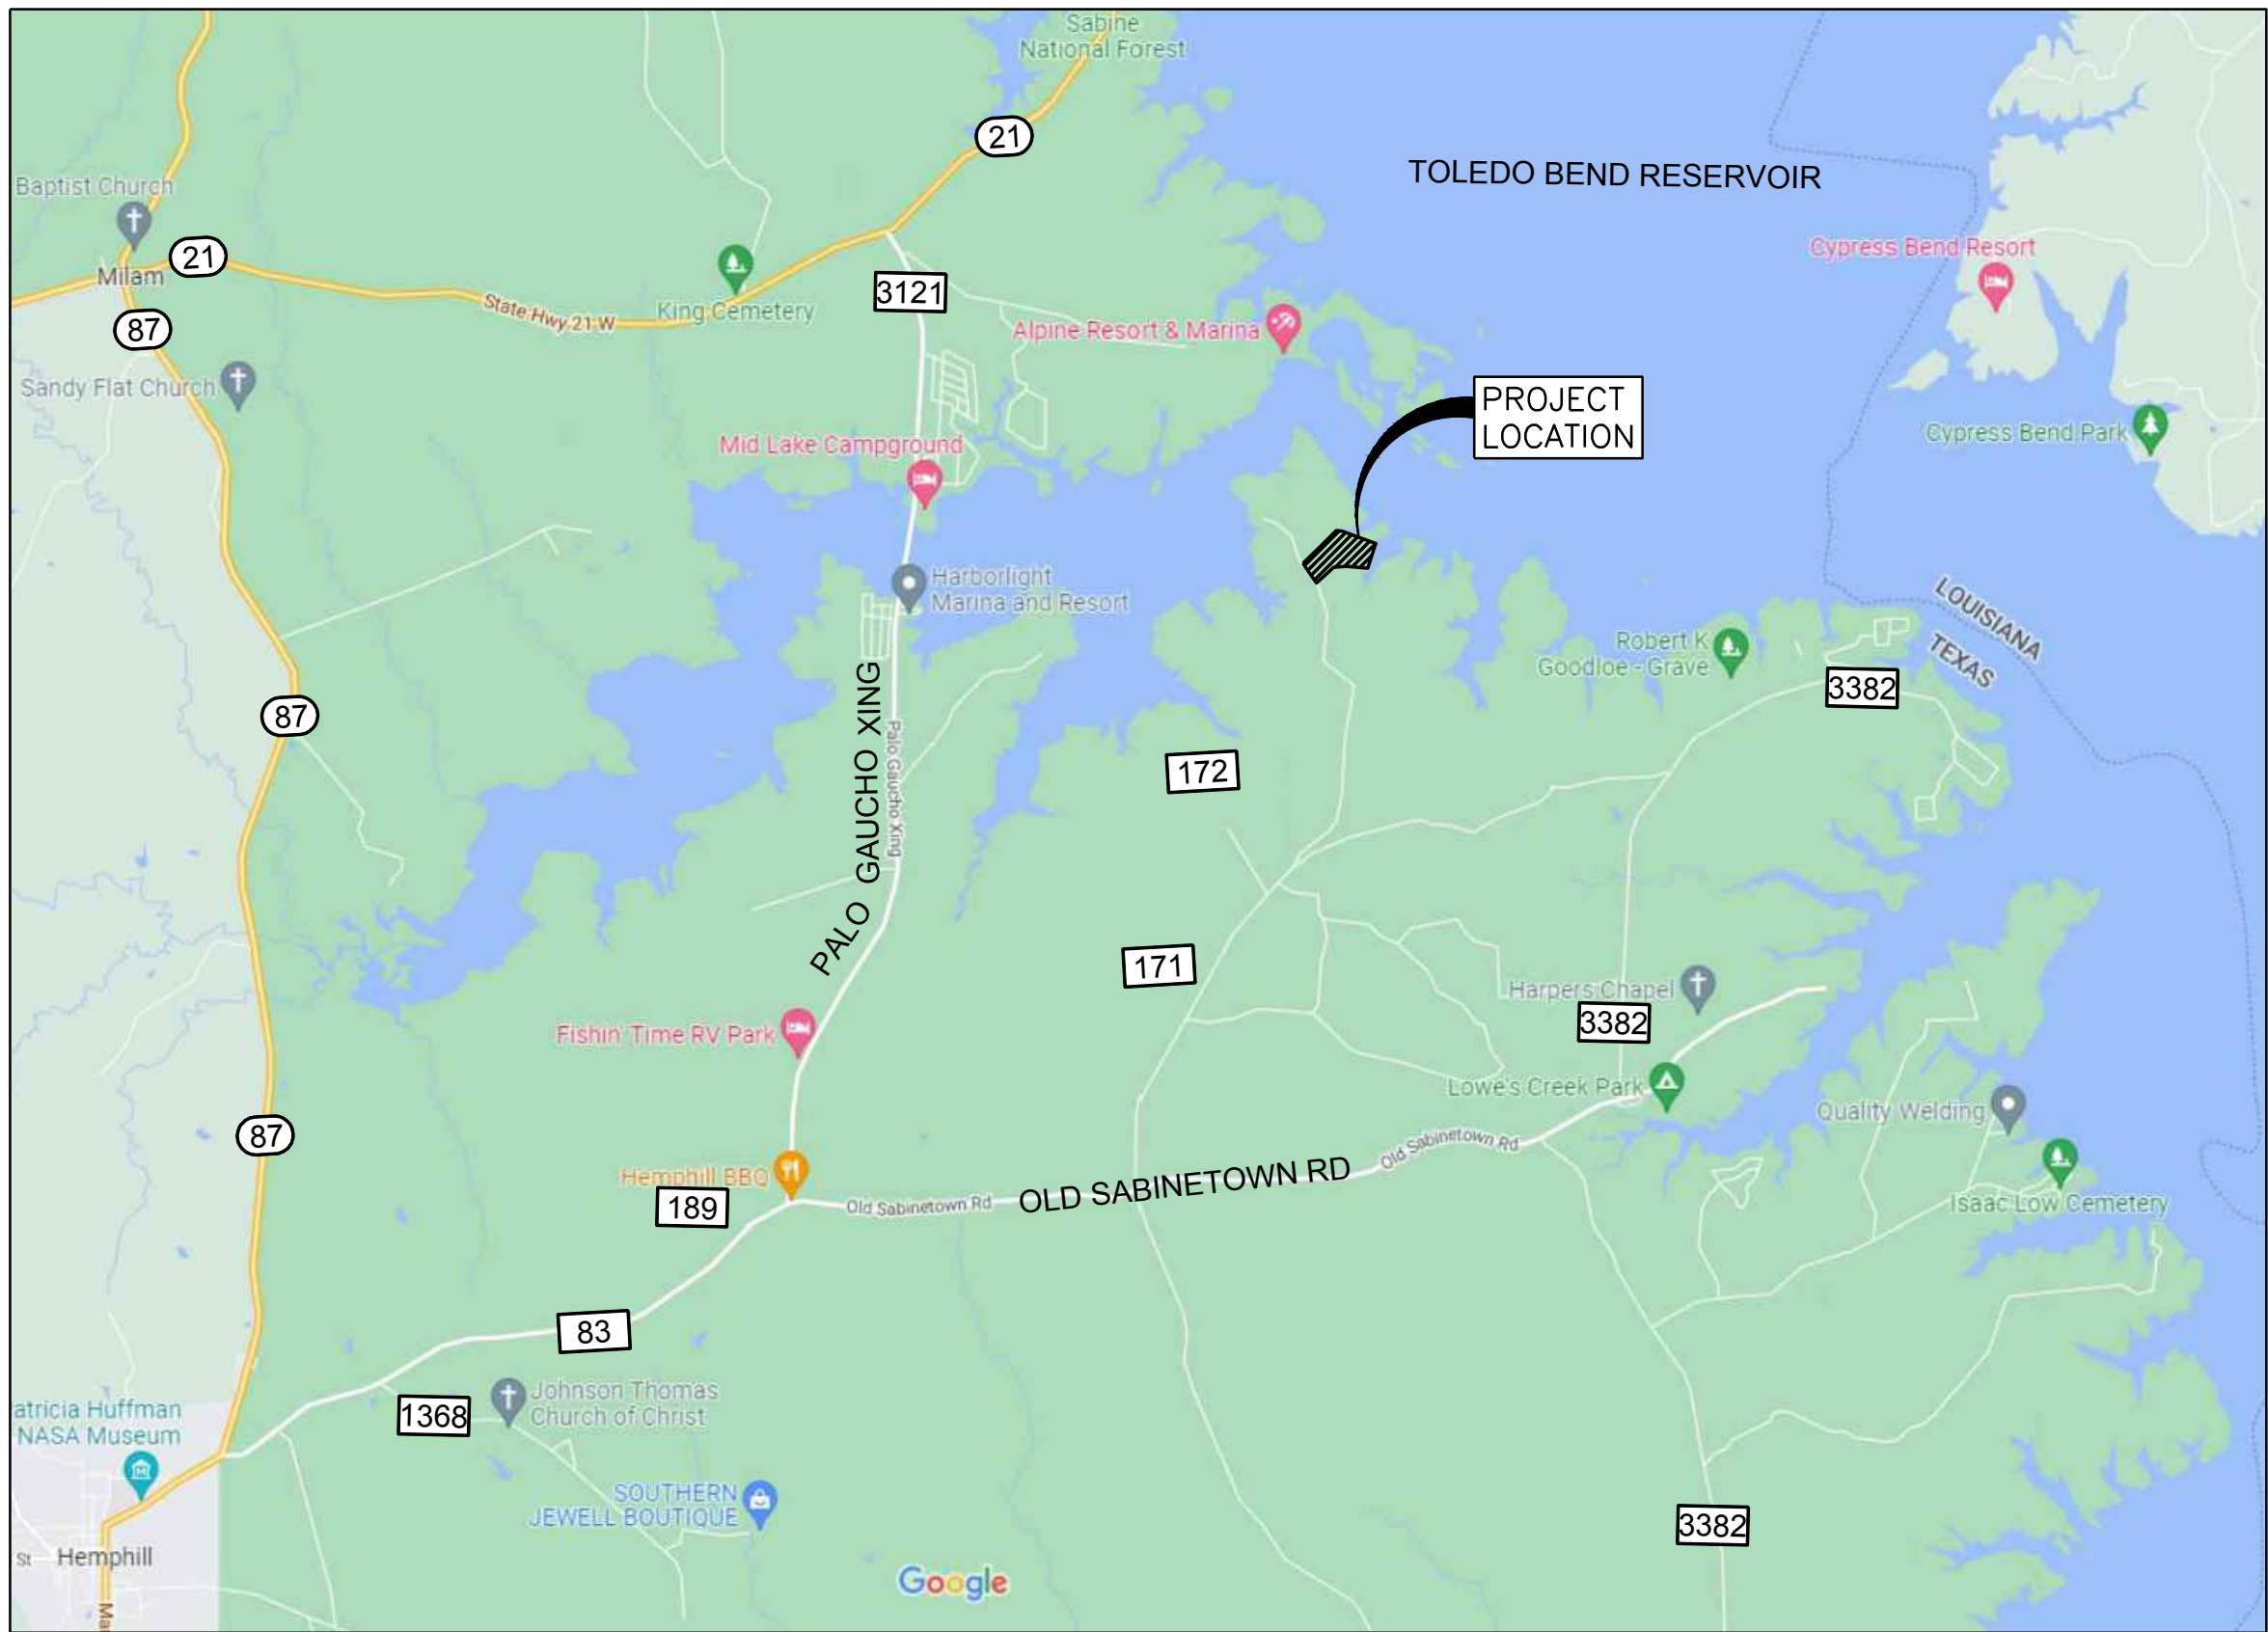 Sabine
National Forest
21
TOLEDO BEND RESERVOIR
Baptist Church
21
Milam
Cypress Bend Resort
State Hwy 21 W
King Cemetery
3121
87
Alpine Resort & Marina
Sandy Flat Church
PROJECT
LOCATION
Cypress Bend Park
Mid Lake Campground
Harborlight
Marina and Resort
LOUISIANA
TEXAS
Robert K
Goodloe - Grave
3382
87
PALO GAUCHO XING
Palo Gaucho Xing
172
171
Harpers Chapel
3382
Fishin' Time RV Park
Lowe's Creek Park
Quality Welding
87
Hemphill BBQ
189
Old Sabinetown Rd
OLD SABINETOWN RD
Old Sabinetown Rd
Isaac Low Cemetery
83
Johnson Thomas
Church of Christ
1368
atricia Huffman
NASA Museum
SOUTHERN
JEWELL BOUTIQUE
3382
St
Hemphill
Google
Ma